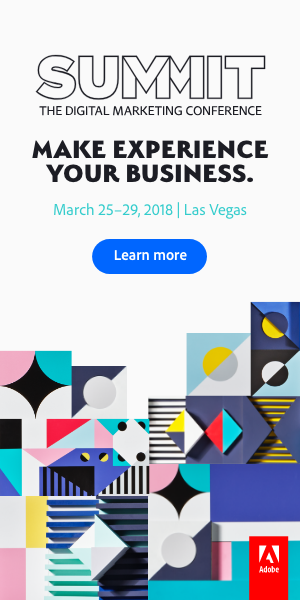 SUMMIT
THE DIGITAL MARKETING CONFERENCE
MAKE EXPERIENCE
YOUR BUSINESS.
March 25–29, 2018 | Las Vegas
Learn more
Adobe